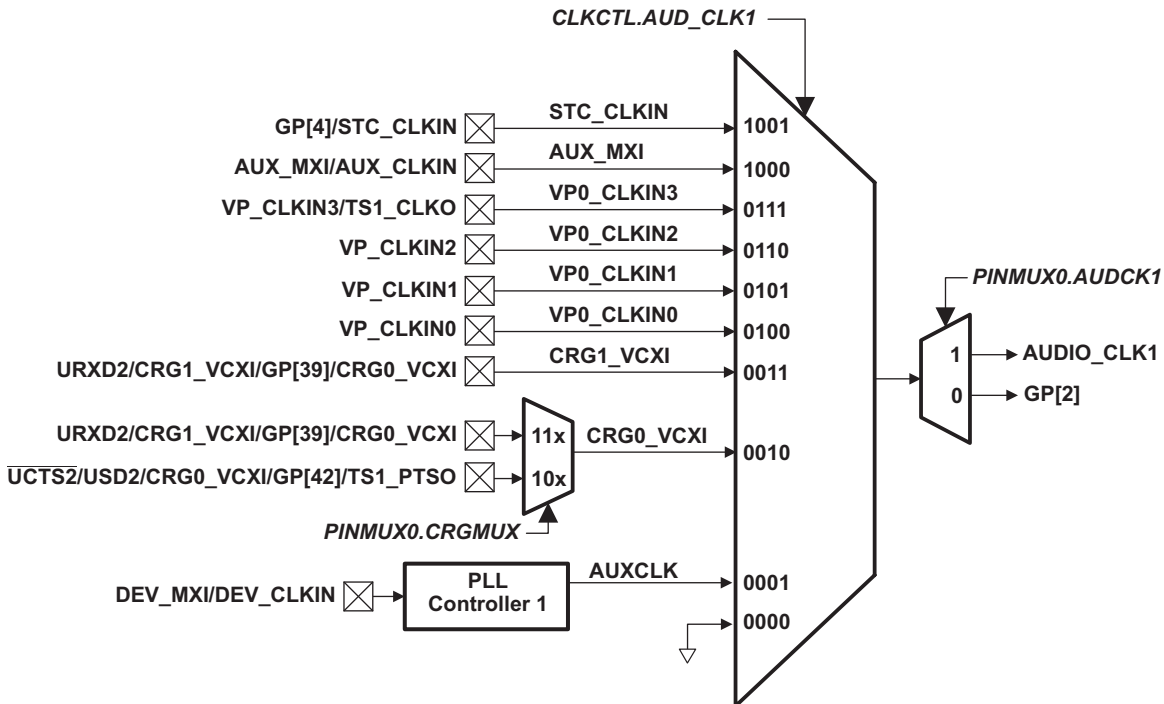 CLKCTL.AUD_CLK1
GP[4]/STC_CLKIN
STC_CLKIN
1001
AUX_MXI/AUX_CLKIN
AUX_MXI
1000
VP_CLKIN3/TS1_CLKO
VP0_CLKIN3
0111
VP_CLKIN2
VP0_CLKIN2
0110
VP_CLKIN1
VP0_CLKIN1
0101
VP_CLKIN0
VP0_CLKIN0
0100
URXD2/CRG1_VCXI/GP[39]/CRG0_VCXI
CRG1_VCXI
0011
URXD2/CRG1_VCXI/GP[39]/CRG0_VCXI
11x
CRG0_VCXI
0010
UCTS2/USD2/CRG0_VCXI/GP[42]/TS1_PTSO
10x
PINMUX0.CRGMUX
DEV_MXI/DEV_CLKIN
PLL
Controller 1
AUXCLK
0001
0000
PINMUX0.AUDCK1
1
AUDIO_CLK1
0
GP[2]